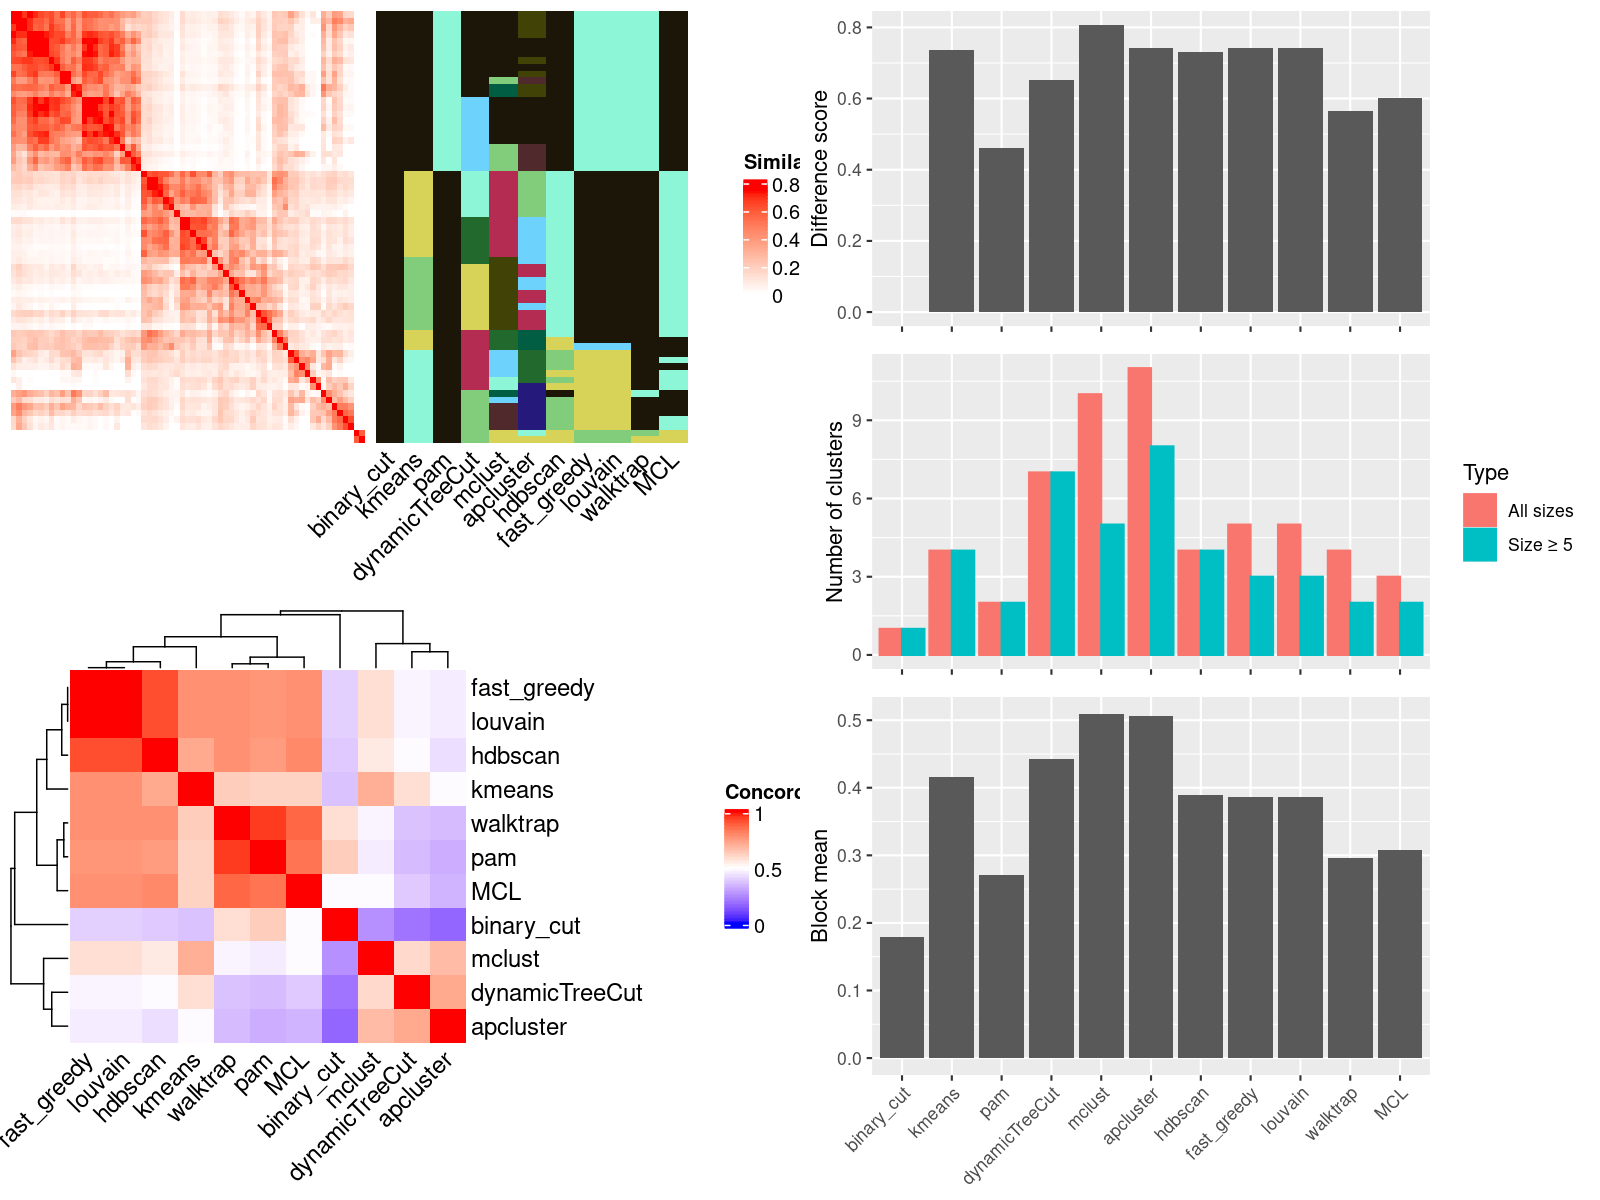 Simila
0.8
0.6
0.4
0.2
0
binary_cut
kmeans
pam
dynamicTreeCut
mclust
apcluster
hdbscan
fast_greedy
louvain
walktrap
MCL
fast_greedy
louvain
hdbscan
kmeans
walktrap
pam
MCL
binary_cut
mclust
dynamicTreeCut
apcluster
fast_greedy
louvain
hdbscan
kmeans
walktrap
pam
MCL
binary_cut
mclust
dynamicTreeCut
apcluster
Concord
1
0.5
0
Difference score
0.8
0.6
0.4
0.2
0.0
Number of clusters
9
6
3
0
Type
All sizes
Size ≥ 5
Block mean
0.5
0.4
0.3
0.2
0.1
0.0
binary_cut
kmeans
pam
dynamicTreeCut
mclust
apcluster
hdbscan
fast_greedy
louvain
walktrap
MCL